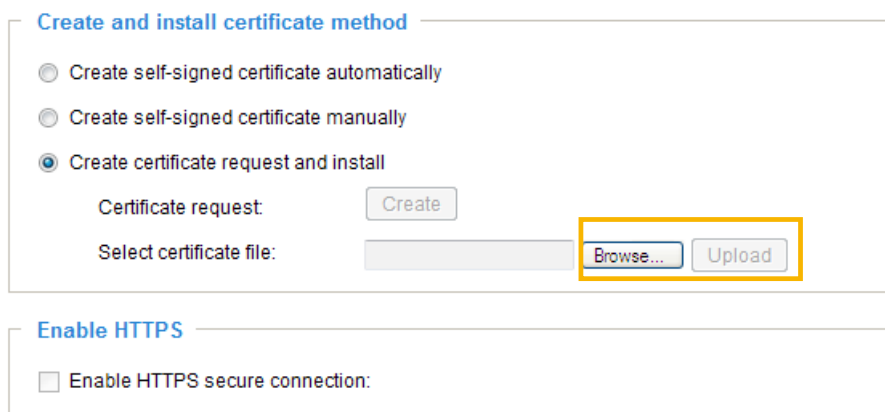 Create and install certificate method
Create self-signed certificate automatically
Create self-signed certificate manually
Create certificate request and install
Certificate request: Create
Select certificate file: Browse... Upload
Enable HTTPS
Enable HTTPS secure connection: